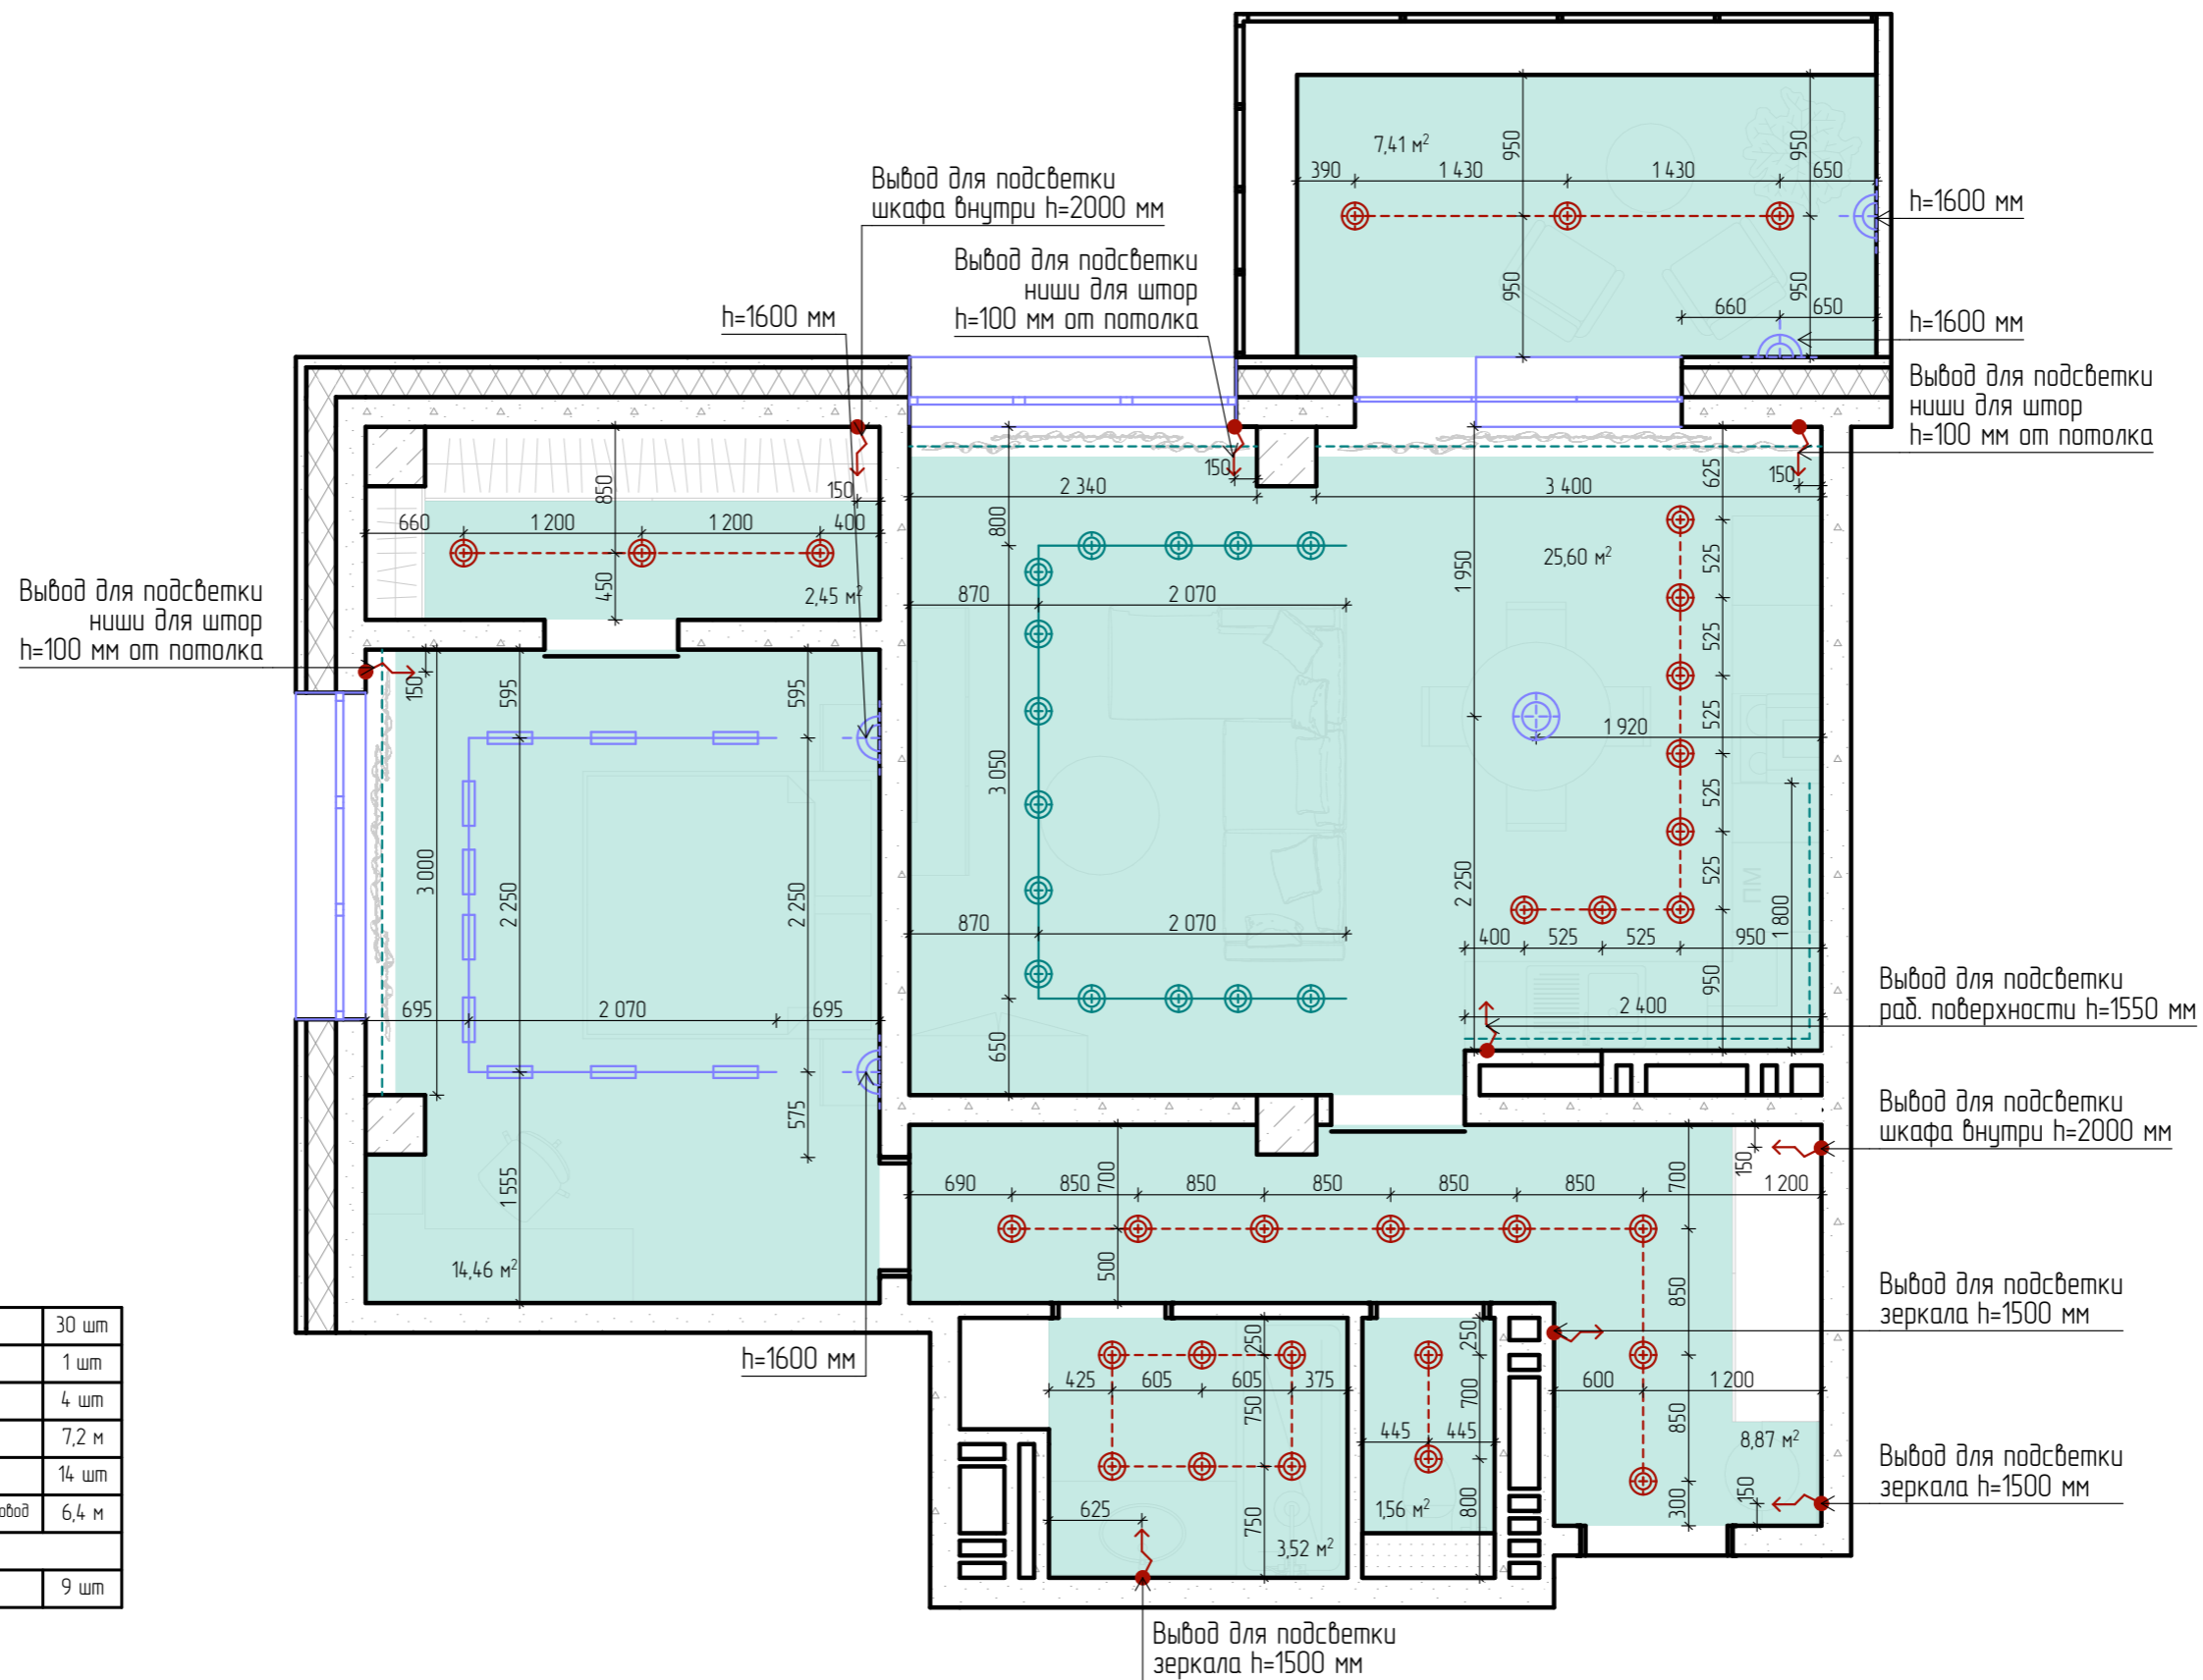 7,41 м²
950
950
390
1 430
1 430
650
950
950
660
650
h=1600 мм
h=1600 мм
Вывод для подсветки
шкафа внутри h=2000 мм
Вывод для подсветки
ниши для штор
h=100 мм от потолка
h=1600 мм
Вывод для подсветки
ниши для штор
h=100 мм от потолка
150
150
150
2 340
3 400
625
850
660
1 200
1 200
400
450
2,45 м²
800
1 950
25,60 м²
525
525
525
525
525
870
2 070
Вывод для подсветки
ниши для штор
h=100 мм от потолка
150
595
595
1 920
3 050
3 000
2 250
2 250
2 250
ПМ
1 800
870
2 070
400
525
525
950
950
695
2 070
695
2 400
650
Вывод для подсветки
раб. поверхности h=1550 мм
575
Вывод для подсветки
шкафа внутри h=2000 мм
150
1 555
690
850
700
850
850
850
850
700
1 200
500
14,46 м²
850
Вывод для подсветки
зеркала h=1500 мм
h=1600 мм
250
250
425
605
605
375
750
700
445
445
600
1 200
850
8,87 м²
Вывод для подсветки
зеркала h=1500 мм
150
300
625
750
3,52 м²
1,56 м²
800
Вывод для подсветки
зеркала h=1500 мм
30 шт
1 шт
4 шт
7,2 м
14 шт
6,4 м
9 шт